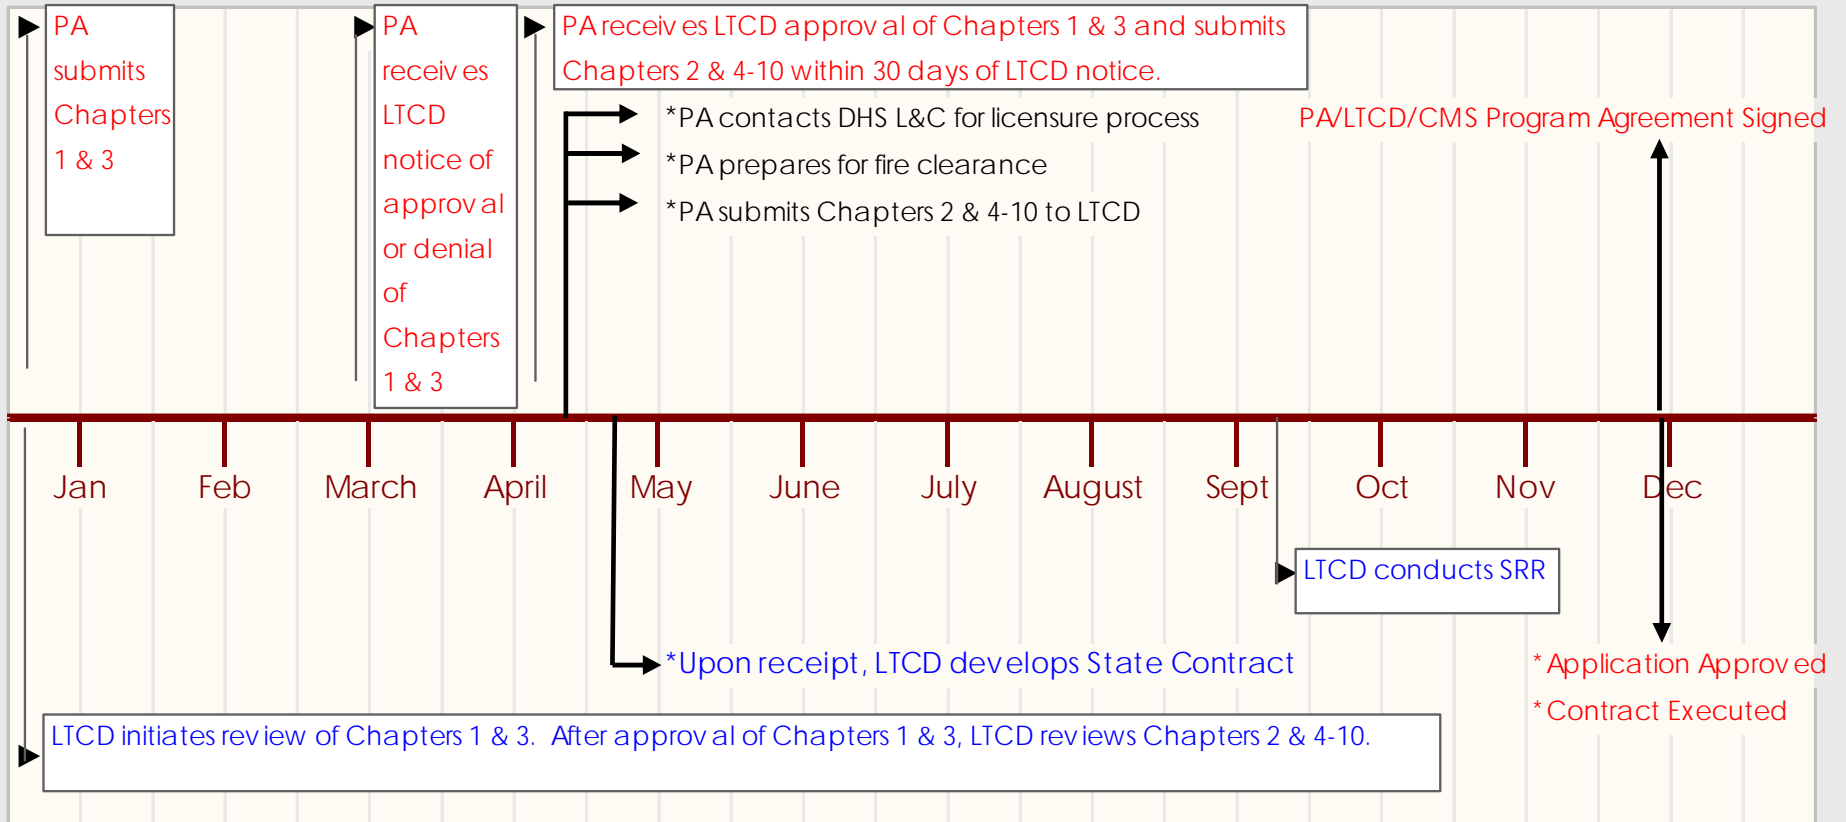 PA
submits
Chapters
1 & 3
PA
receives
LTCD
notice of
approval
or denial
of
Chapters
1 & 3
PA receives LTCD approval of Chapters 1 & 3 and submits
Chapters 2 & 4-10 within 30 days of LTCD notice.
*PA contacts DHS L&C for licensure process
*PA prepares for fire clearance
*PA submits Chapters 2 & 4-10 to LTCD
PA/LTCD/CMS Program Agreement Signed
Jan Feb March April May June July August Sept Oct Nov Dec
LTCD conducts SRR
*Upon receipt, LTCD develops State Contract
*Application Approved
*Contract Executed
LTCD initiates review of Chapters 1 & 3. After approval of Chapters 1 & 3, LTCD reviews Chapters 2 & 4-10.